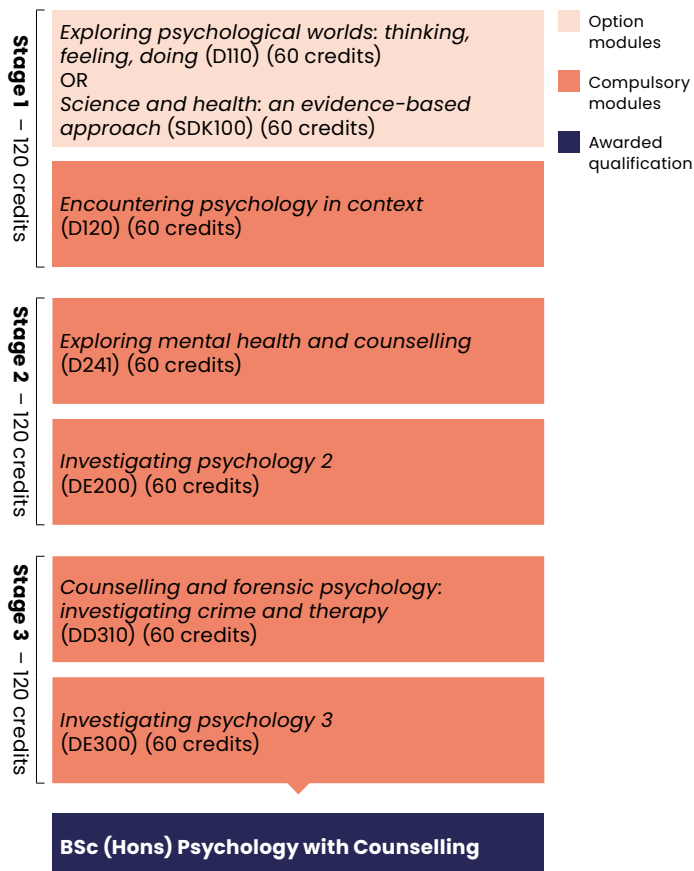 Stage 1 – 120 credits
Exploring psychological worlds: thinking,
feeling, doing (D110) (60 credits)
OR
Science and health: an evidence-based
approach (SDK100) (60 credits)
Encountering psychology in context
(D120) (60 credits)
Option
modules
Compulsory
modules
Awarded
qualification
Stage 2 – 120 credits
Exploring mental health and counselling
(D241) (60 credits)
Investigating psychology 2
(DE200) (60 credits)
Stage 3 – 120 credits
Counselling and forensic psychology:
investigating crime and therapy
(DD310) (60 credits)
Investigating psychology 3
(DE300) (60 credits)
BSc (Hons) Psychology with Counselling